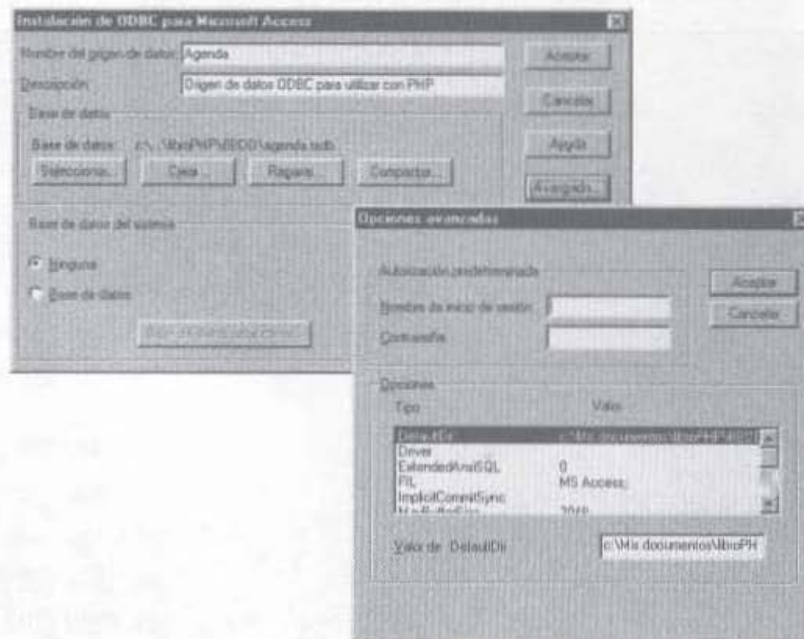 Instalación de ODBC para Microsoft Access
Nombre del origen de datos: Agenda
Descripción: Origen de datos ODBC para utilizar con PHP
Base de datos
Base de datos: c:\..\libroPHP\BBDD\agenda.mdb
Seleccionar... Crear... Reparar... Compactar...
Aceptar
Cancelar
Ayuda
Avanzado...
Base de datos del sistema
Ninguna
Base de datos
Opciones avanzadas
Autorización predeterminada
Nombre de inicio de sesión:
Contraseña:
Aceptar
Cancelar
Opciones
Tipo Valor
DefaultDir c:\Mis documentos\libroPHP\
Driver
ExtendedAnsiSQL 0
FIL MS Access;
ImplicitCommitSync
2048
Valor de DefaultDir c:\Mis documentos\libroPH